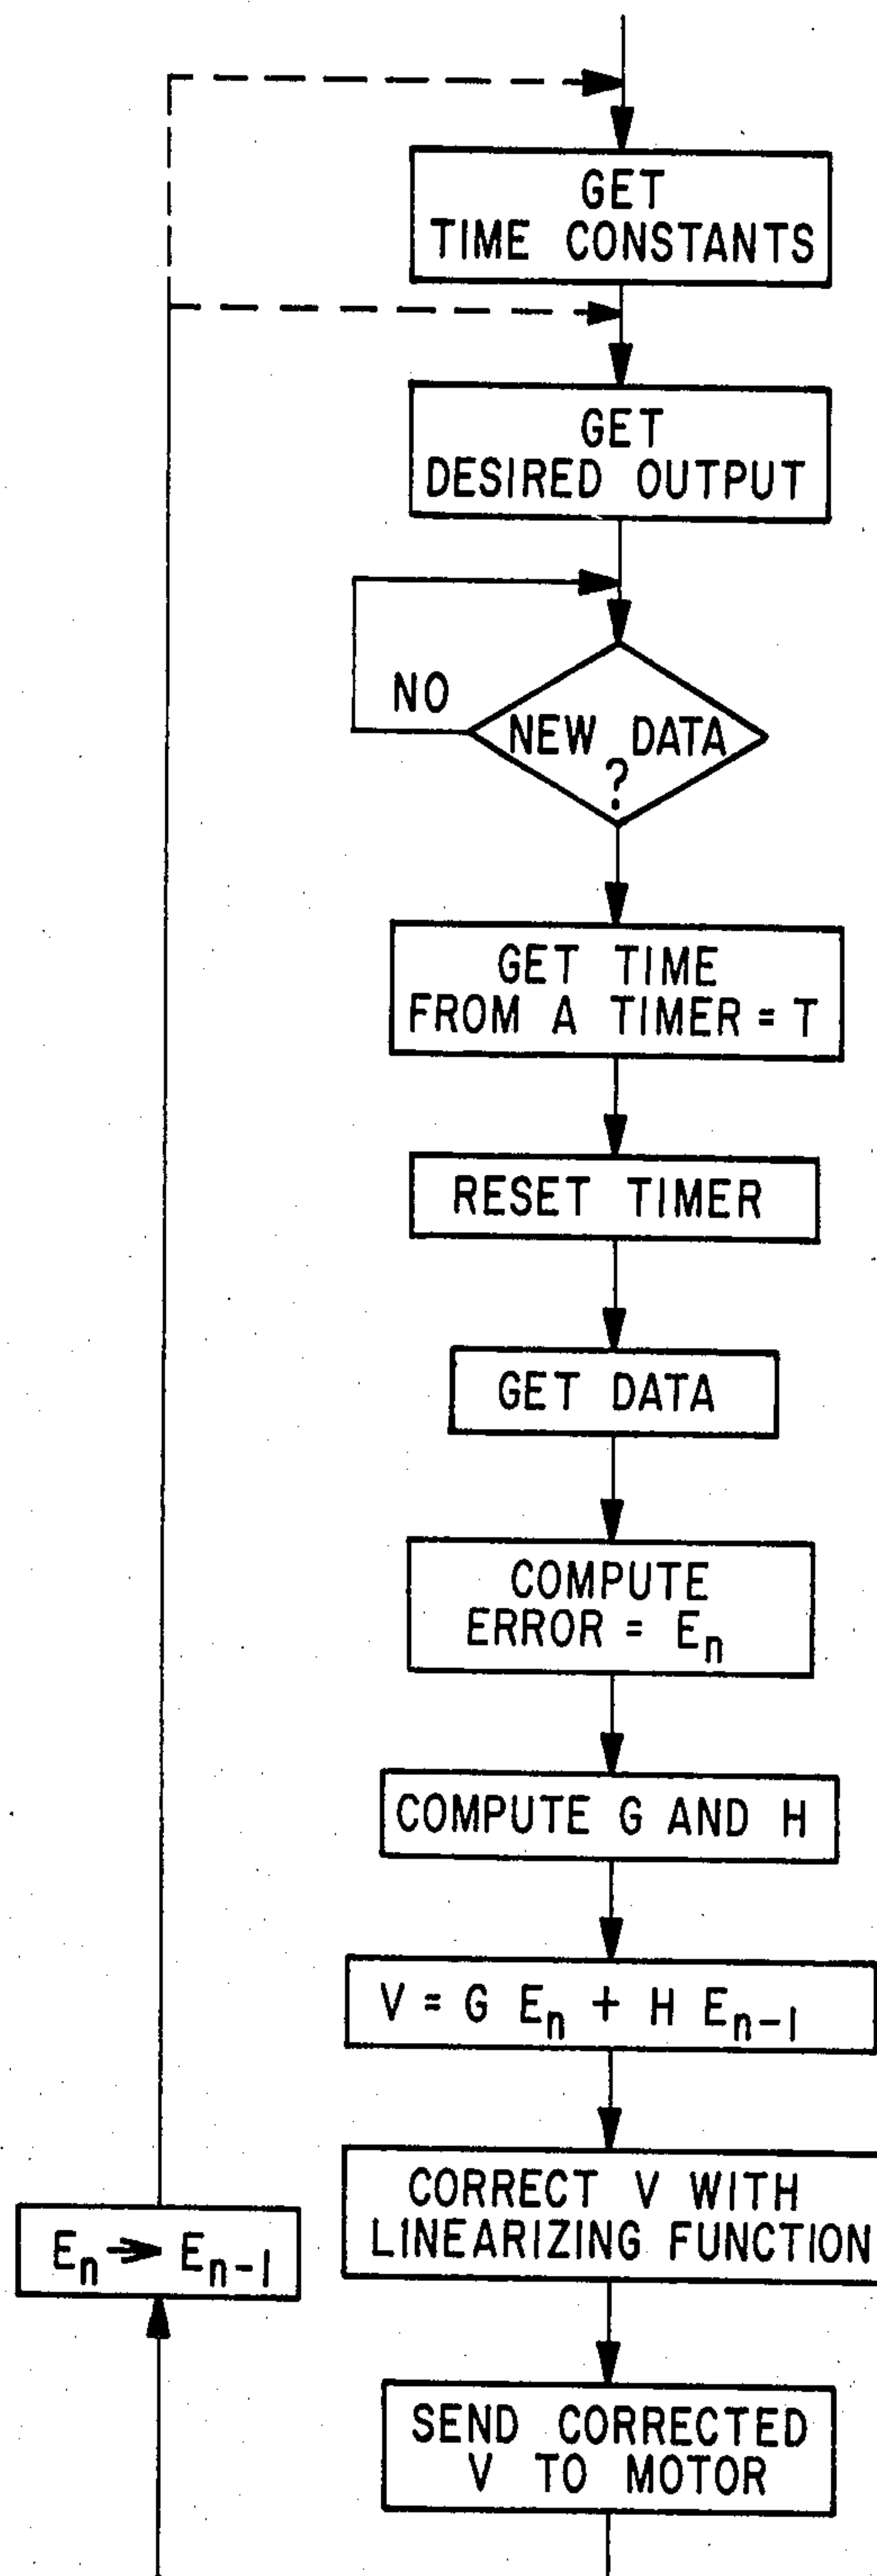 GET
TIME CONSTANTS
GET
DESIRED OUTPUT
NO
NEW DATA
?
GET TIME
FROM A TIMER = T
RESET TIMER
GET DATA
COMPUTE
ERROR = Eₙ
COMPUTE G AND H
V = G Eₙ + H Eₙ₋₁
CORRECT V WITH
LINEARIZING FUNCTION
Eₙ → Eₙ₋₁
SEND CORRECTED
V TO MOTOR